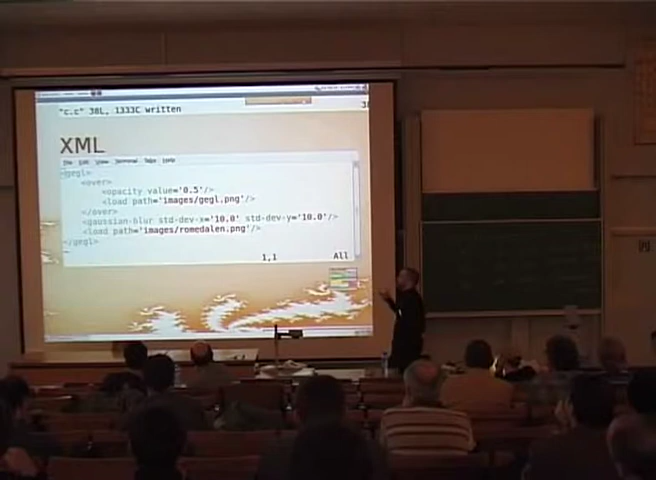 "c.c" 38L, 1333C written
XML
File Edit View Terminal Tabs Help
<gegl>
<over>
<opacity value='0.5'/>
<load path='images/gegl.png'/>
</over>
<gaussian-blur std-dev-x='10.0' std-dev-y='10.0'/>
<load path='images/romedalen.png'/>
</gegl>
1,1 All